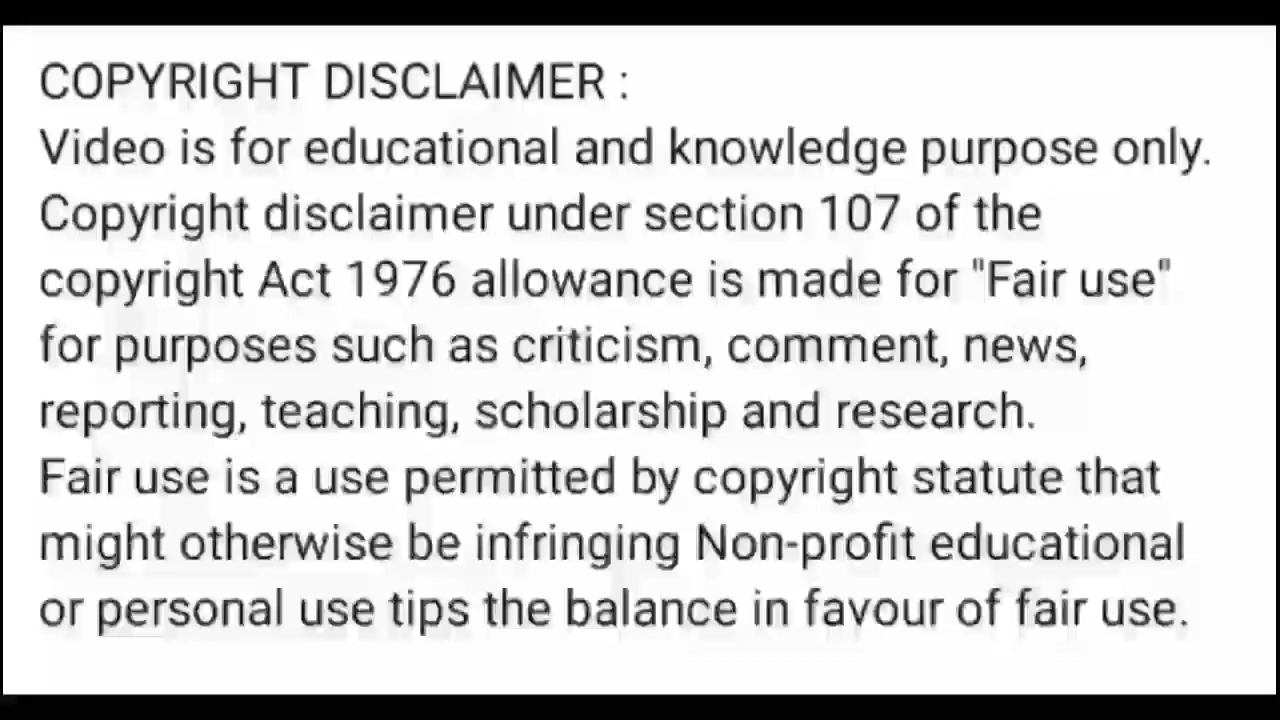 COPYRIGHT DISCLAIMER :
Video is for educational and knowledge purpose only.
Copyright disclaimer under section 107 of the
copyright Act 1976 allowance is made for "Fair use"
for purposes such as criticism, comment, news,
reporting, teaching, scholarship and research.
Fair use is a use permitted by copyright statute that
might otherwise be infringing Non-profit educational
or personal use tips the balance in favour of fair use.